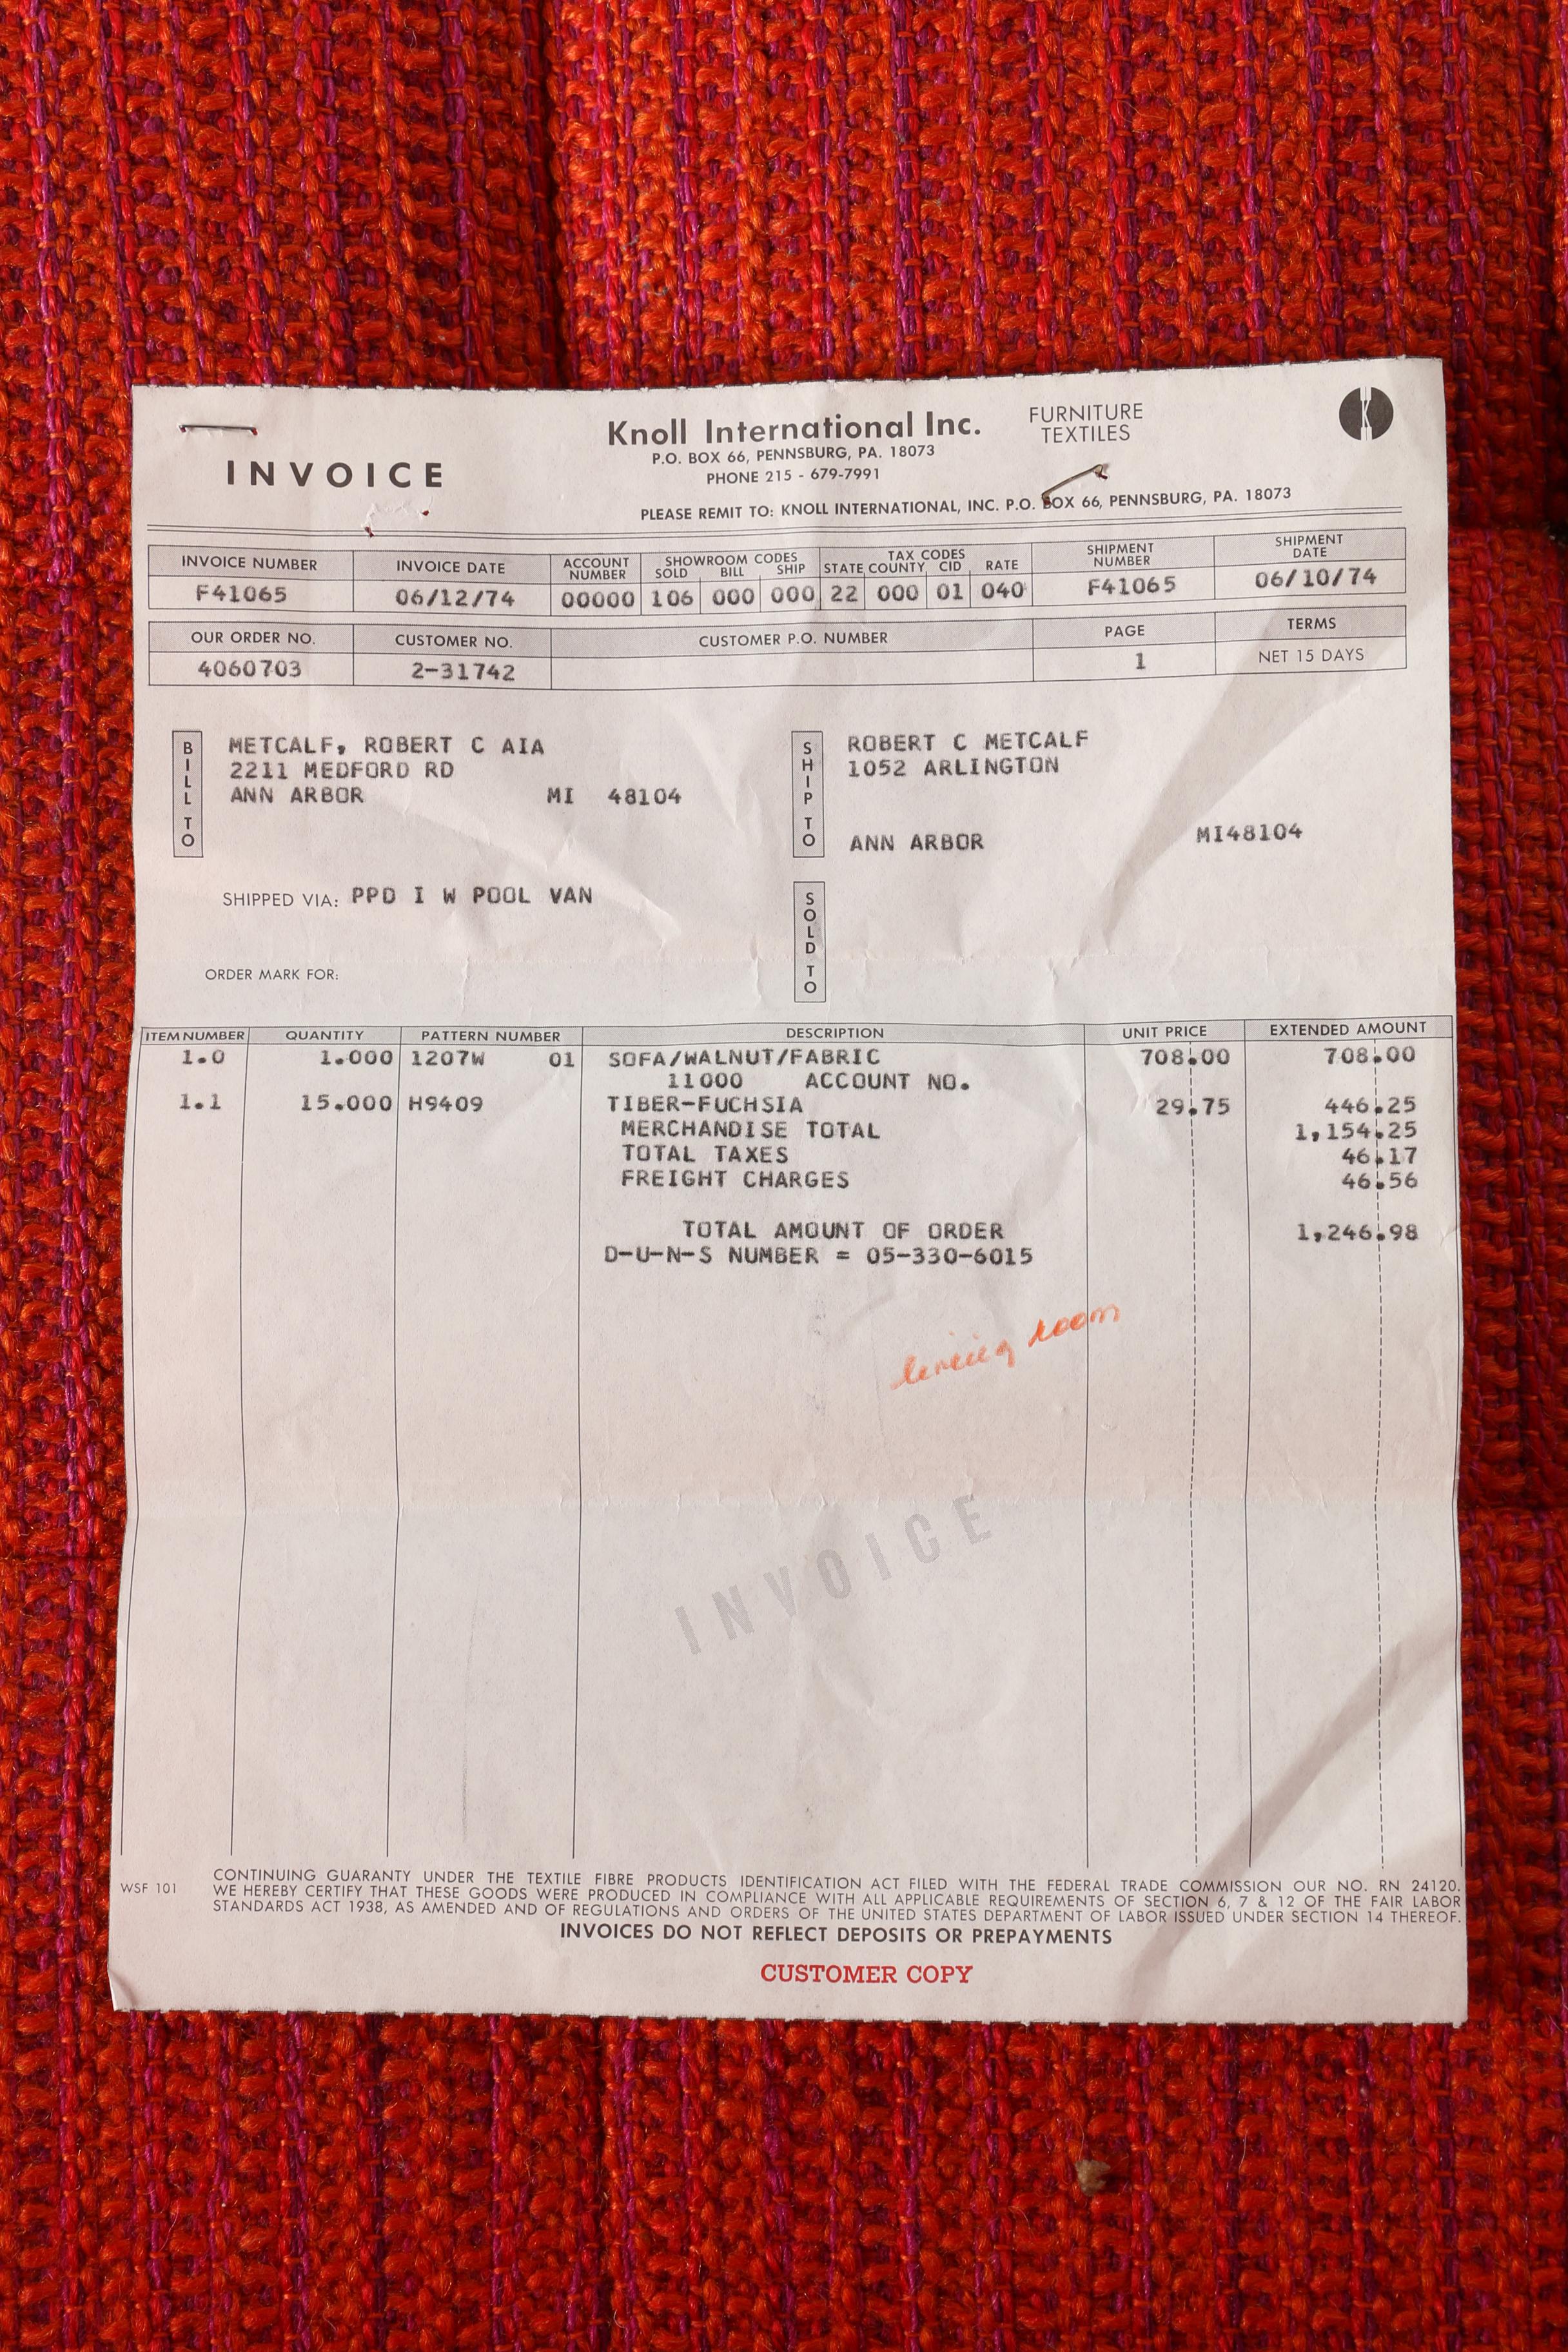 INVOICE
Knoll International Inc.
P.O. BOX 66, PENNSBURG, PA. 18073
PHONE 215 - 679-7991
FURNITURE
TEXTILES
K
PLEASE REMIT TO: KNOLL INTERNATIONAL, INC. P.O. BOX 66, PENNSBURG, PA. 18073
INVOICE NUMBER INVOICE DATE ACCOUNT NUMBER SHOWROOM CODES SOLD BILL SHIP TAX CODES STATE COUNTY CID RATE SHIPMENT NUMBER SHIPMENT DATE
F41065 06/12/74 00000 106 000 000 22 000 01 040 F41065 06/10/74
OUR ORDER NO. CUSTOMER NO. CUSTOMER P.O. NUMBER PAGE TERMS
4060703 2-31742 1 NET 15 DAYS
BILL TO
METCALF, ROBERT C AIA
2211 MEDFORD RD
ANN ARBOR MI 48104
SHIP TO
ROBERT C METCALF
1052 ARLINGTON
ANN ARBOR MI48104
SHIPPED VIA: PPD I W POOL VAN
SOLD TO
ORDER MARK FOR:
ITEM NUMBER QUANTITY PATTERN NUMBER DESCRIPTION UNIT PRICE EXTENDED AMOUNT
1.0 1.000 1207W 01 SOFA/WALNUT/FABRIC 708.00 708.00
11000 ACCOUNT NO.
1.1 15.000 H9409 TIBER-FUCHSIA 29.75 446.25
MERCHANDISE TOTAL 1,154.25
TOTAL TAXES 46.17
FREIGHT CHARGES 46.56
TOTAL AMOUNT OF ORDER 1,246.98
D-U-N-S NUMBER = 05-330-6015
living room
INVOICE
WSF 101
CONTINUING GUARANTY UNDER THE TEXTILE FIBRE PRODUCTS IDENTIFICATION ACT FILED WITH THE FEDERAL TRADE COMMISSION OUR NO. RN 24120.
WE HEREBY CERTIFY THAT THESE GOODS WERE PRODUCED IN COMPLIANCE WITH ALL APPLICABLE REQUIREMENTS OF SECTION 6, 7 & 12 OF THE FAIR LABOR
STANDARDS ACT 1938, AS AMENDED AND OF REGULATIONS AND ORDERS OF THE UNITED STATES DEPARTMENT OF LABOR ISSUED UNDER SECTION 14 THEREOF.
INVOICES DO NOT REFLECT DEPOSITS OR PREPAYMENTS
CUSTOMER COPY